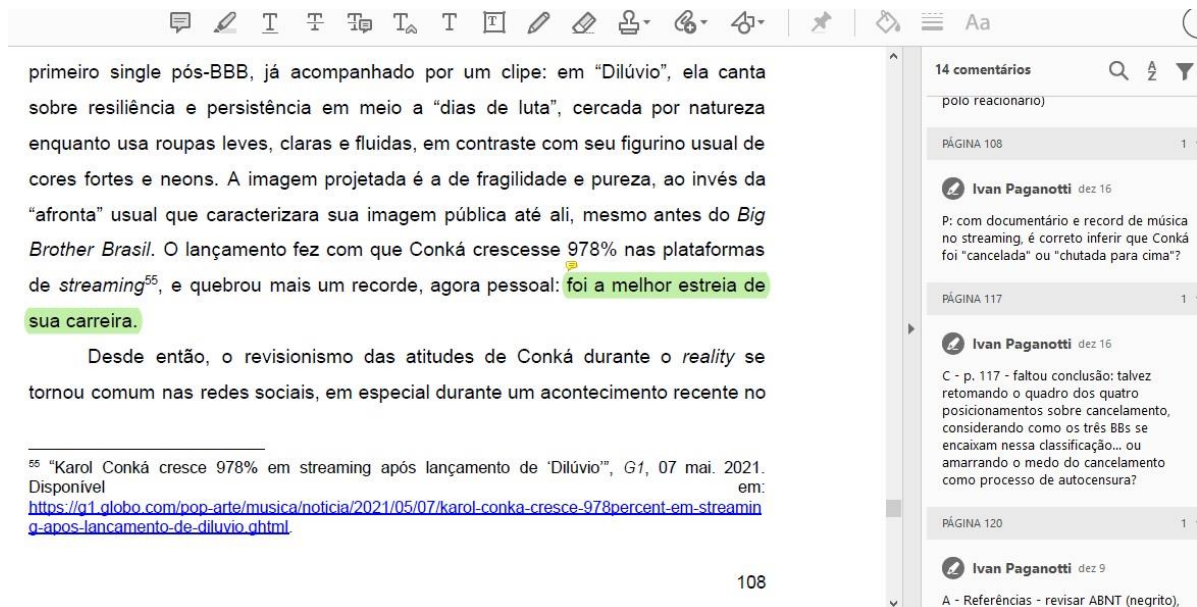 primeiro single pós-BBB, já acompanhado por um clipe: em “Dilúvio”, ela canta
sobre resiliência e persistência em meio a “dias de luta”, cercada por natureza
enquanto usa roupas leves, claras e fluidas, em contraste com seu figurino usual de
cores fortes e neons. A imagem projetada é a de fragilidade e pureza, ao invés da
“afronta” usual que caracterizara sua imagem pública até ali, mesmo antes do Big
Brother Brasil. O lançamento fez com que Conká crescesse 978% nas plataformas
de streaming55, e quebrou mais um recorde, agora pessoal: foi a melhor estreia de
sua carreira.
Desde então, o revisionismo das atitudes de Conká durante o reality se
tornou comum nas redes sociais, em especial durante um acontecimento recente no
55 “Karol Conká cresce 978% em streaming após lançamento de ‘Dilúvio’”, G1, 07 mai. 2021.
Disponível em:
https://g1.globo.com/pop-arte/musica/noticia/2021/05/07/karol-conka-cresce-978percent-em-streamin
g-apos-lancamento-de-diluvio.ghtml.
108
14 comentários
polo reacionário)
PÁGINA 108 1
Ivan Paganotti dez 16
P: com documentário e record de música
no streaming, é correto inferir que Conká
foi "cancelada" ou "chutada para cima"?
PÁGINA 117 1
Ivan Paganotti dez 16
C - p. 117 - faltou conclusão: talvez
retomando o quadro dos quatro
posicionamentos sobre cancelamento,
considerando como os três BBs se
encaixam nessa classificação... ou
amarrando o medo do cancelamento
como processo de autocensura?
PÁGINA 120 1
Ivan Paganotti dez 9
A - Referências - revisar ABNT (negrito),